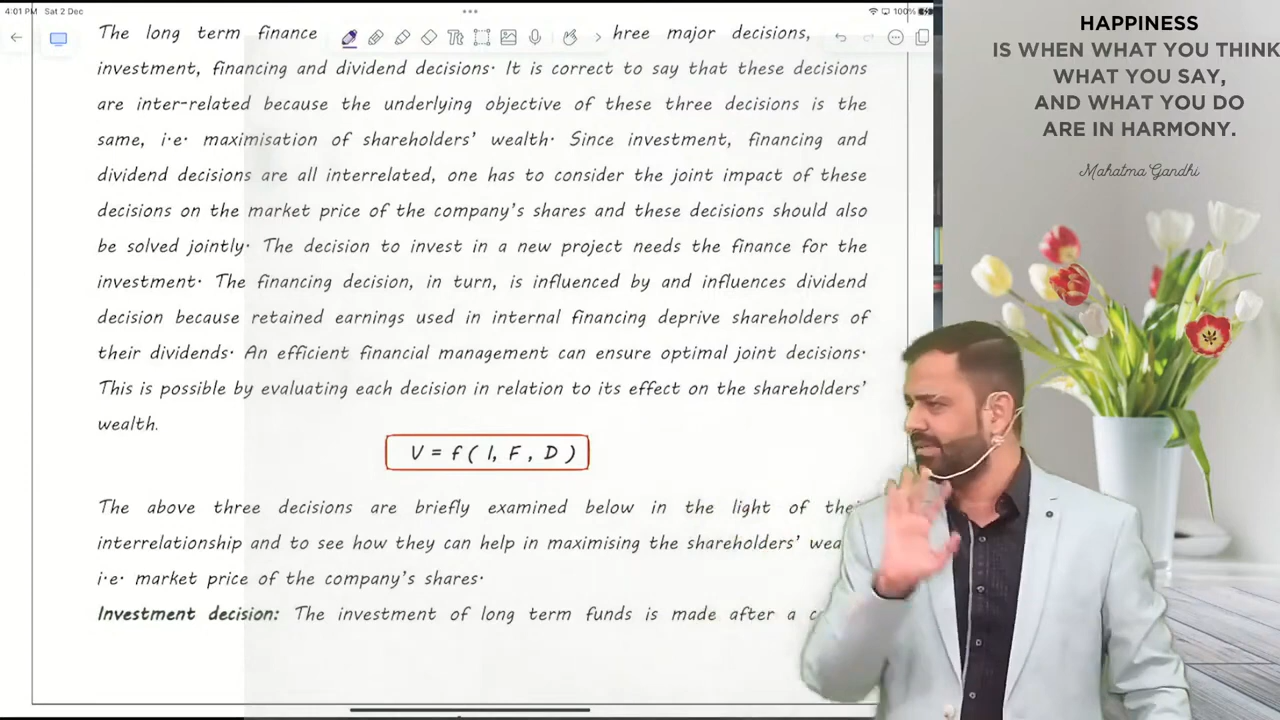 4:01 PM Sat 2 Dec
100%
The long term finance hree major decisions,
investment, financing and dividend decisions· It is correct to say that these decisions
are inter-related because the underlying objective of these three decisions is the
same, i·e· maximisation of shareholders' wealth· Since investment, financing and
dividend decisions are all interrelated, one has to consider the joint impact of these
decisions on the market price of the company's shares and these decisions should also
be solved jointly· The decision to invest in a new project needs the finance for the
investment· The financing decision, in turn, is influenced by and influences dividend
decision because retained earnings used in internal financing deprive shareholders of
their dividends· An efficient financial management can ensure optimal joint decisions·
This is possible by evaluating each decision in relation to its effect on the shareholders'
wealth.
V = f ( I, F , D )
The above three decisions are briefly examined below in the light of
interrelationship and to see how they can help in maximising the shareholders'
i·e· market price of the company's shares·
Investment decision: The investment of long term funds is made after a
HAPPINESS
IS WHEN WHAT YOU THINK
WHAT YOU SAY,
AND WHAT YOU DO
ARE IN HARMONY.
Mahatma Gandhi